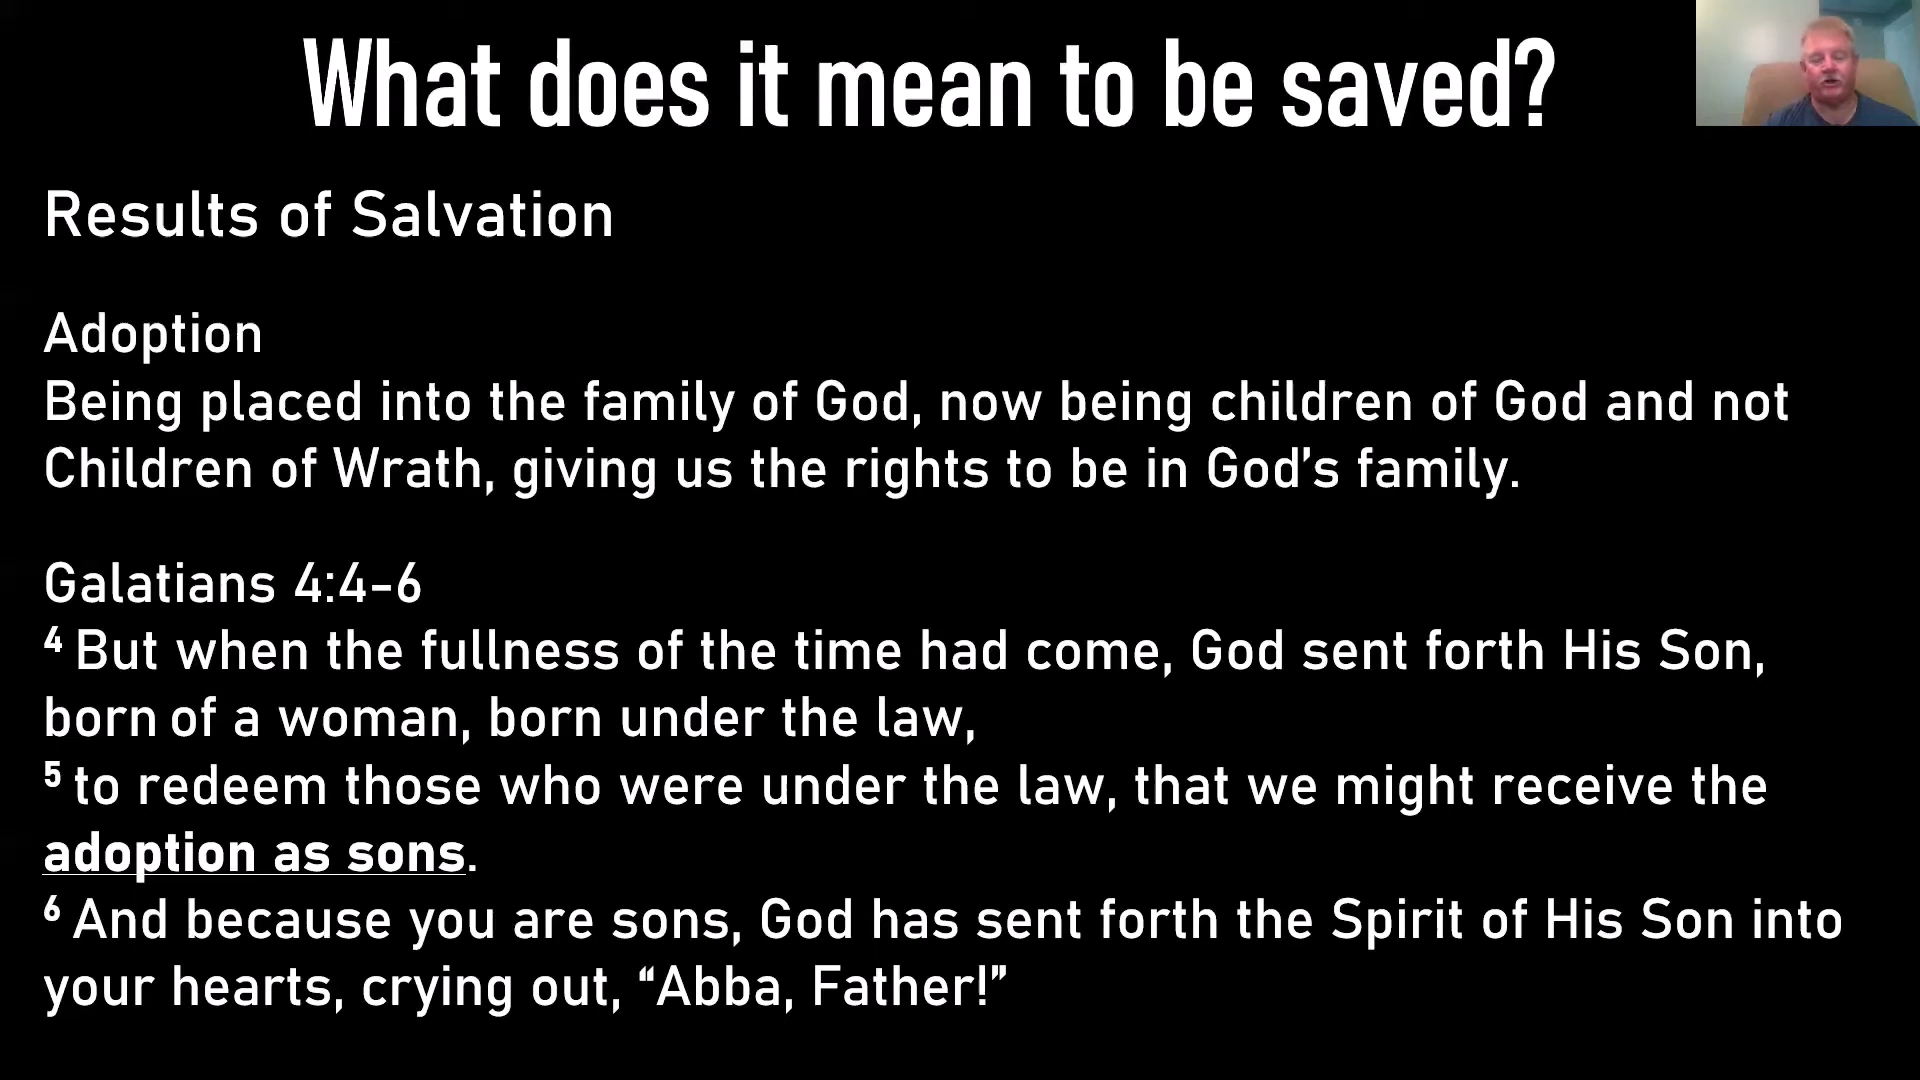 What does it mean to be saved?
Results of Salvation
Adoption
Being placed into the family of God, now being children of God and not
Children of Wrath, giving us the rights to be in God’s family.
Galatians 4:4-6
4 But when the fullness of the time had come, God sent forth His Son,
born of a woman, born under the law,
5 to redeem those who were under the law, that we might receive the
adoption as sons.
6 And because you are sons, God has sent forth the Spirit of His Son into
your hearts, crying out, “Abba, Father!”